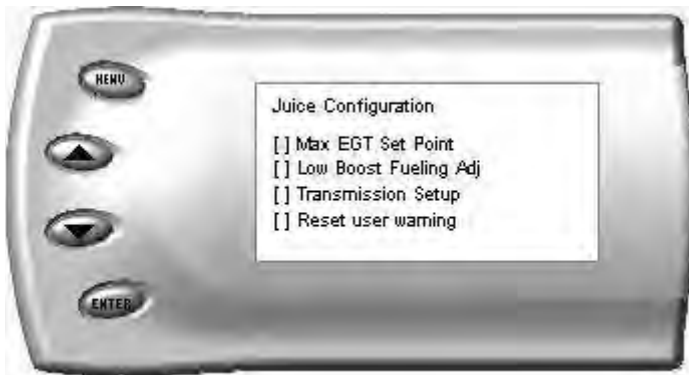 MENU
Juice Configuration
[ ] Max EGT Set Point
[ ] Low Boost Fueling Adj
[ ] Transmission Setup
[ ] Reset user warning
ENTER